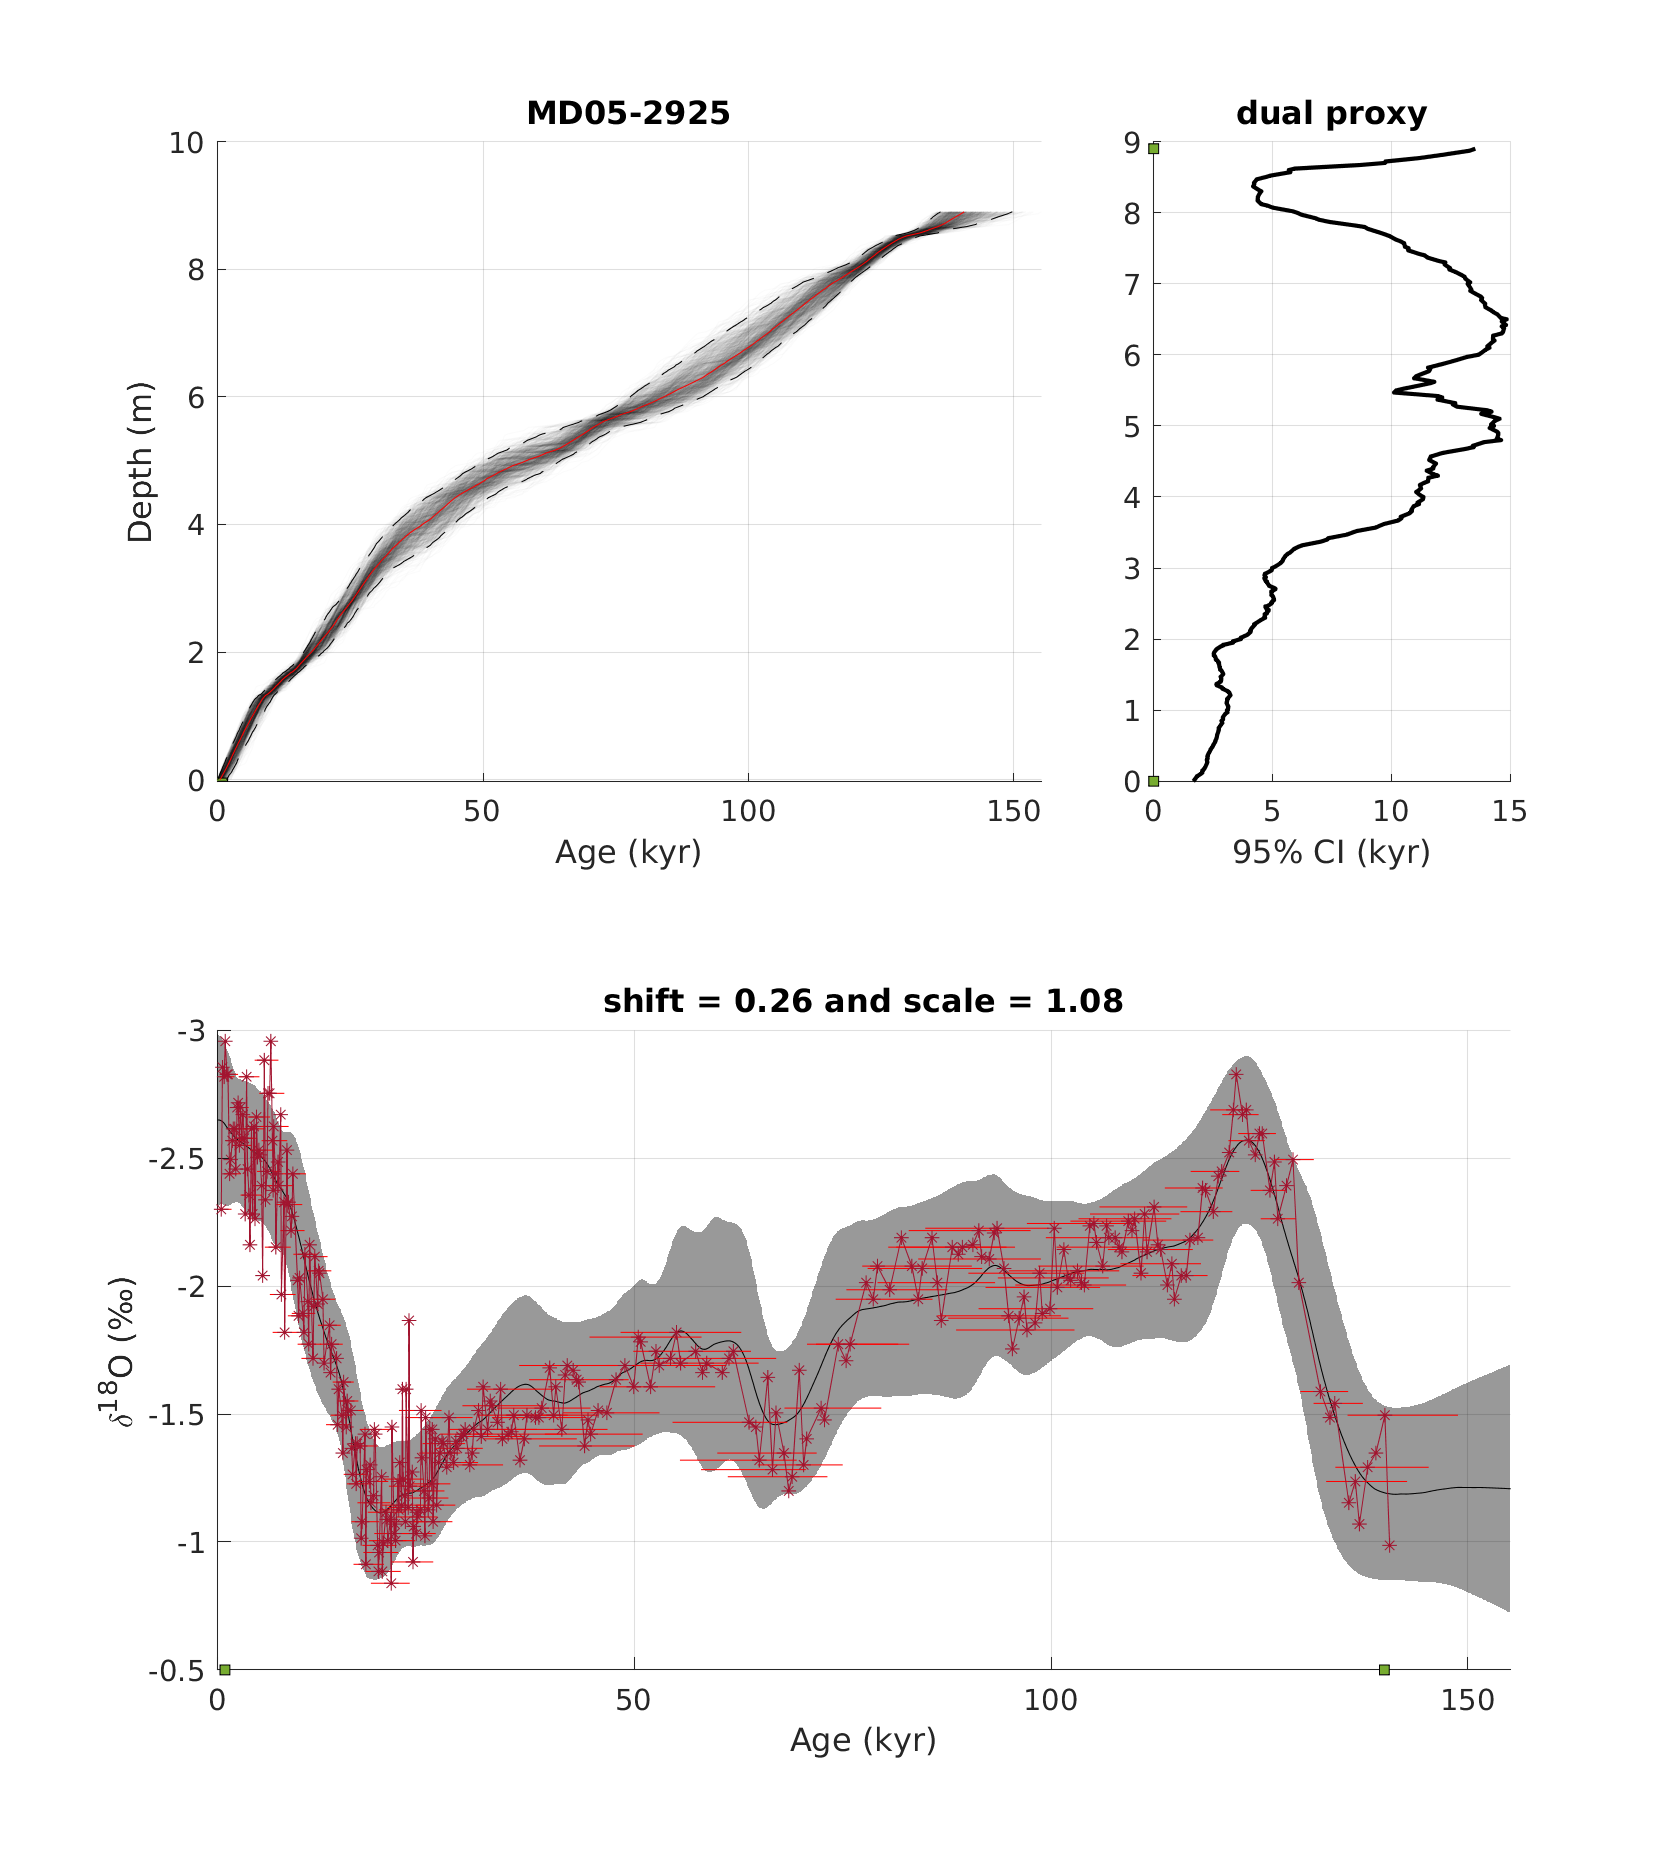 MD05-2925
dual proxy
10
8
6
4
2
0
Depth (m)
0 50 100 150
Age (kyr)
9
8
7
6
5
4
3
2
1
0
0 5 10 15
95% CI (kyr)
shift = 0.26 and scale = 1.08
-3
-2.5
-2
-1.5
-1
-0.5
δ18O (‰)
0 50 100 150
Age (kyr)